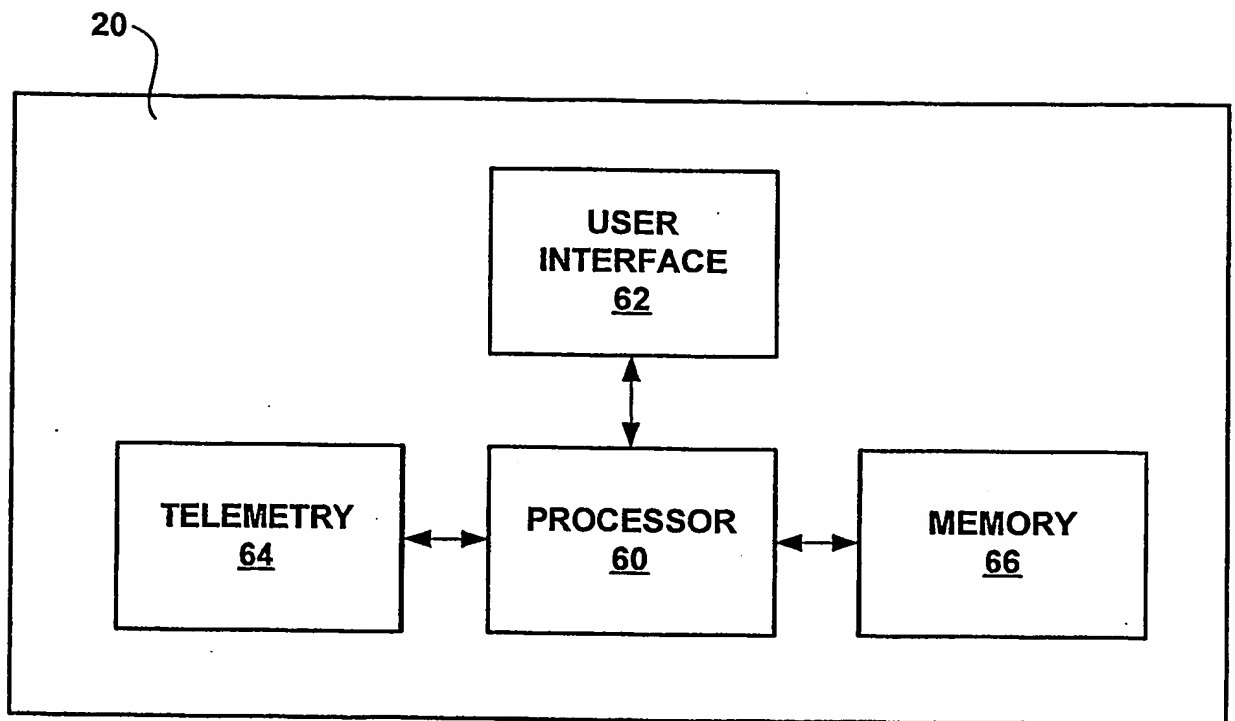 20
USER
INTERFACE
62
TELEMETRY
64
PROCESSOR
60
MEMORY
66